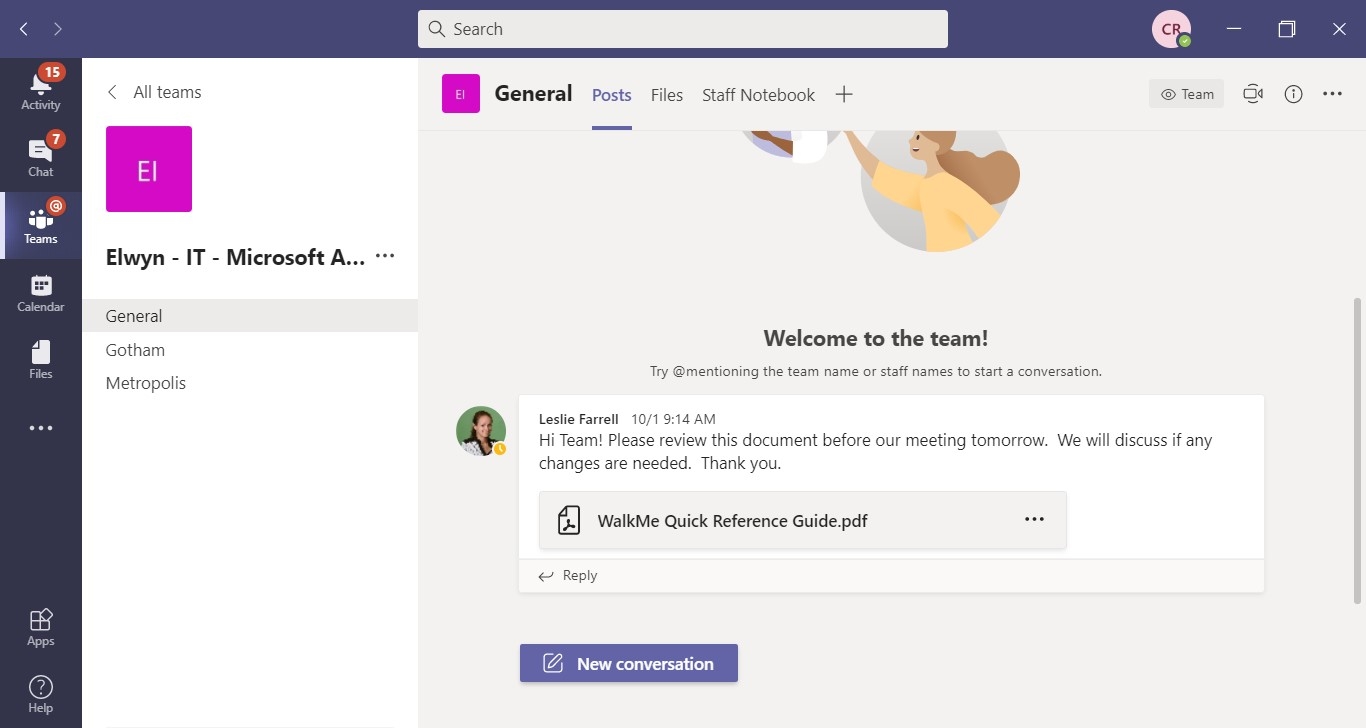 Search
CR
15
Activity
7
Chat
@
Teams
Calendar
Files
Apps
Help
All teams
EI
Elwyn - IT - Microsoft A...
General
Gotham
Metropolis
EI
General
Posts
Files
Staff Notebook
Team
Welcome to the team!
Try @mentioning the team name or staff names to start a conversation.
Leslie Farrell 10/1 9:14 AM
Hi Team! Please review this document before our meeting tomorrow. We will discuss if any
changes are needed. Thank you.
WalkMe Quick Reference Guide.pdf
Reply
New conversation